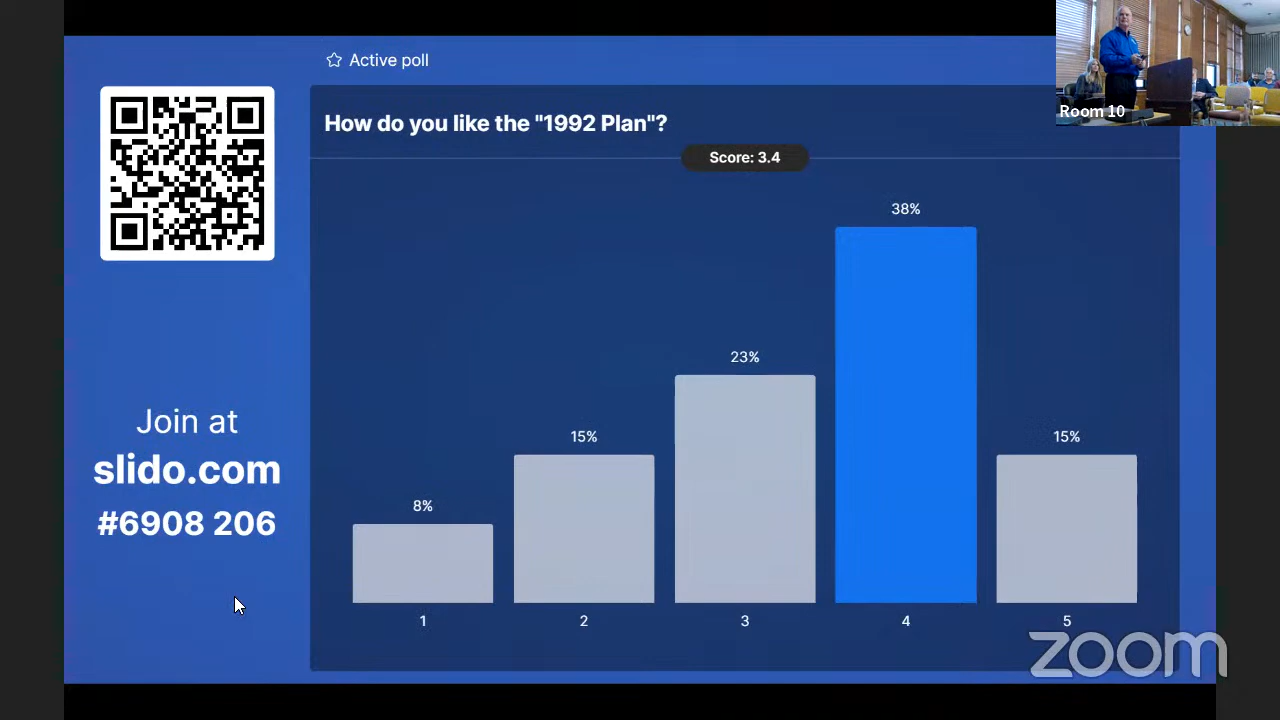 Active poll
How do you like the "1992 Plan"?
Score: 3.4
38%
23%
15%
15%
8%
1
2
3
4
5
Join at
slido.com
#6908 206
Room 10
zoom